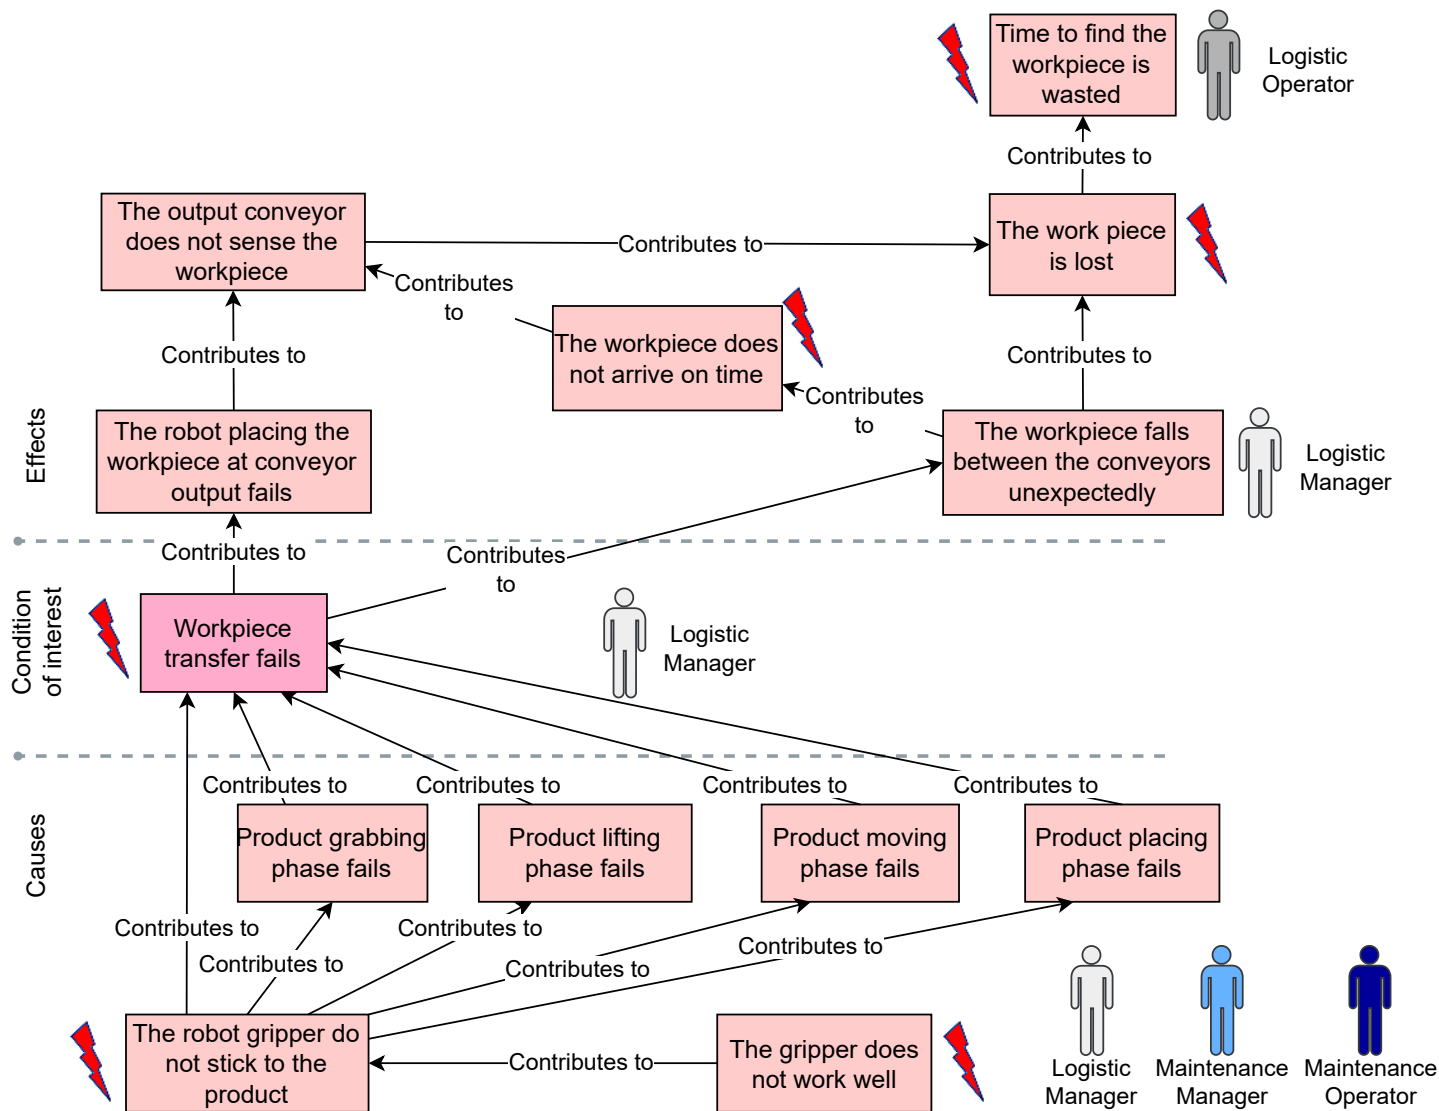 Time to find the
workpiece is
wasted
Logistic
Operator
Contributes to
The output conveyor
does not sense the
workpiece
Contributes to
The work piece
is lost
Contributes
to
The workpiece does
not arrive on time
Contributes to
Contributes to
Contributes
to
Effects
The robot placing the
workpiece at conveyor
output fails
The workpiece falls
between the conveyors
unexpectedly
Logistic
Manager
Contributes to
Contributes
to
Condition
of interest
Workpiece
transfer fails
Logistic
Manager
Contributes to
Contributes to
Contributes to
Contributes to
Causes
Product grabbing
phase fails
Product lifting
phase fails
Product moving
phase fails
Product placing
phase fails
Contributes to
Contributes to
Contributes to
Contributes to
Contributes to
The robot gripper do
not stick to the
product
Contributes to
The gripper does
not work well
Logistic
Manager
Maintenance
Manager
Maintenance
Operator